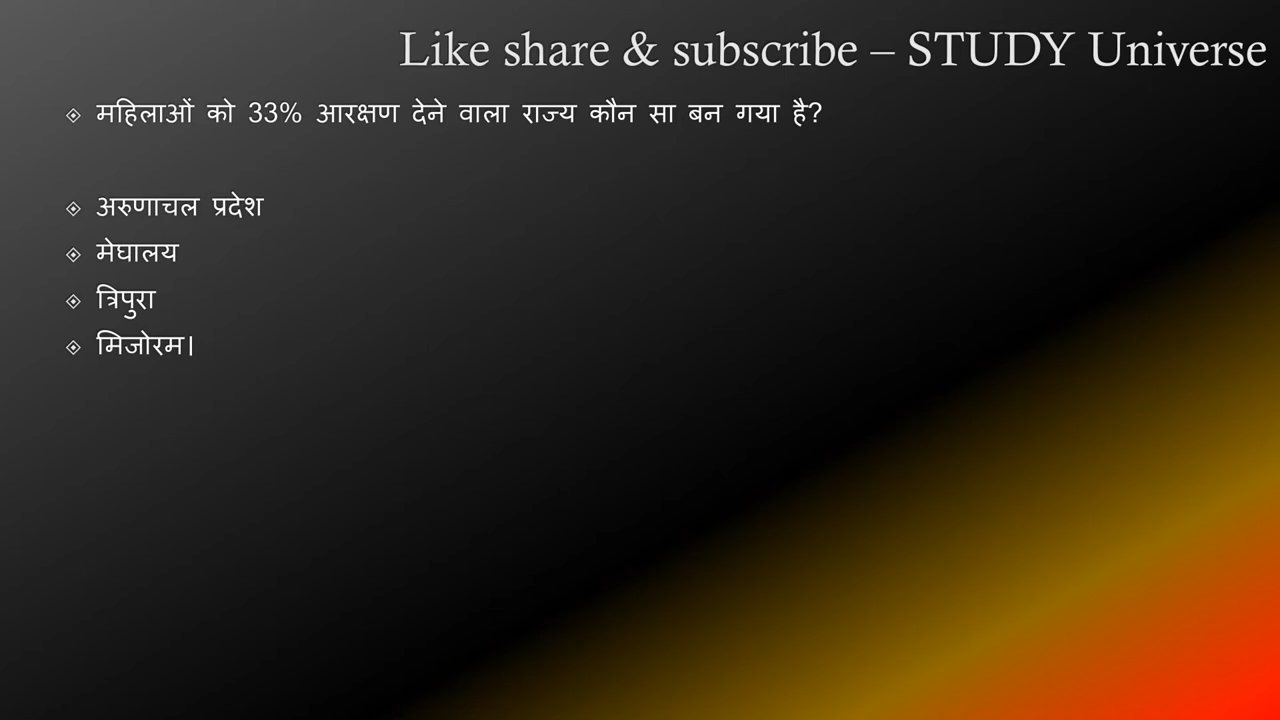 Like share & subscribe – STUDY Universe
महिलाओं को 33% आरक्षण देने वाला राज्य कौन सा बन गया है?
अरुणाचल प्रदेश
मेघालय
त्रिपुरा
मिजोरम।